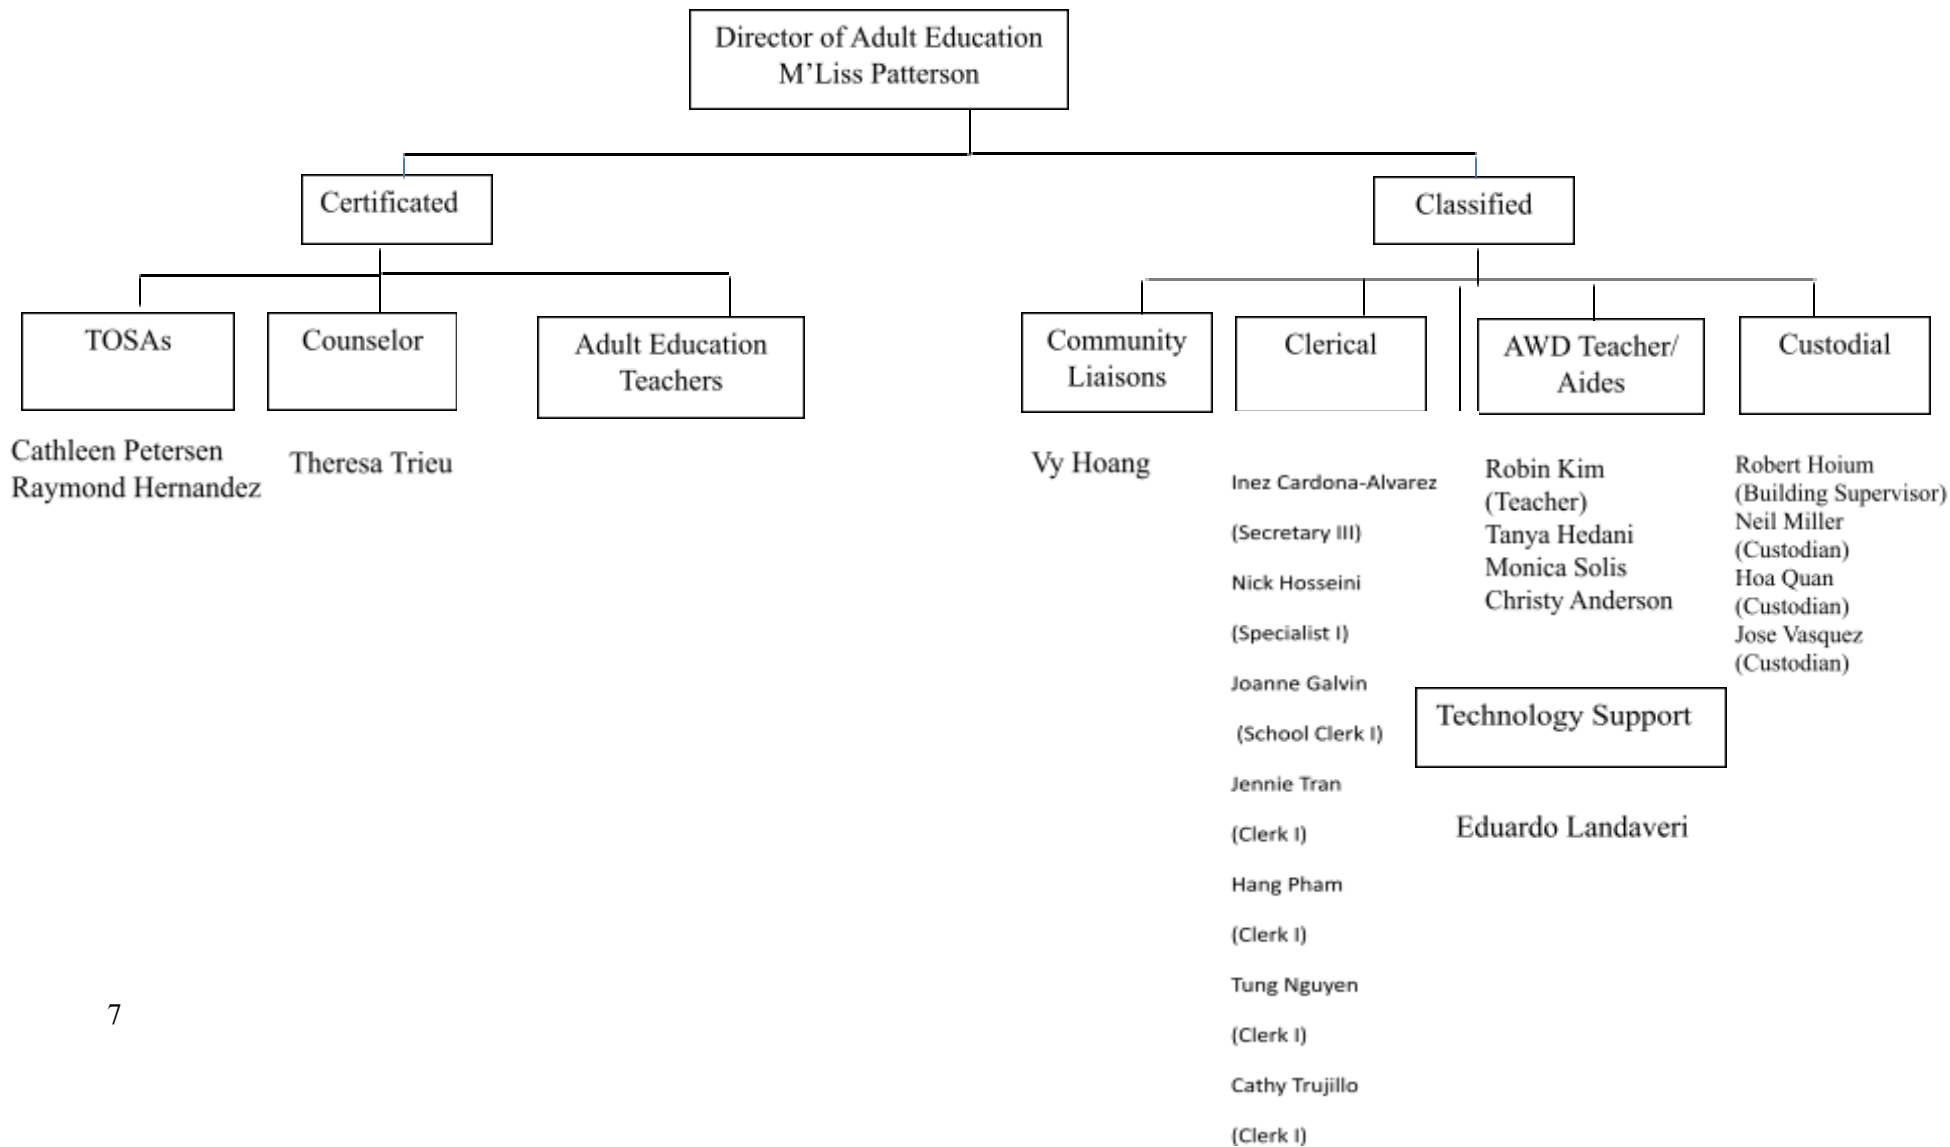 Director of Adult Education
M’Liss Patterson
Certificated
Classified
TOSAs
Counselor
Adult Education
Teachers
Community
Liaisons
Clerical
AWD Teacher/
Aides
Custodial
Cathleen Petersen
Raymond Hernandez
Theresa Trieu
Vy Hoang
Inez Cardona-Alvarez
(Secretary III)
Nick Hosseini
(Specialist I)
Joanne Galvin
(School Clerk I)
Jennie Tran
(Clerk I)
Hang Pham
(Clerk I)
Tung Nguyen
(Clerk I)
Cathy Trujillo
(Clerk I)
Robin Kim
(Teacher)
Tanya Hedani
Monica Solis
Christy Anderson
Robert Hoium
(Building Supervisor)
Neil Miller
(Custodian)
Hoa Quan
(Custodian)
Jose Vasquez
(Custodian)
Technology Support
Eduardo Landaveri
7